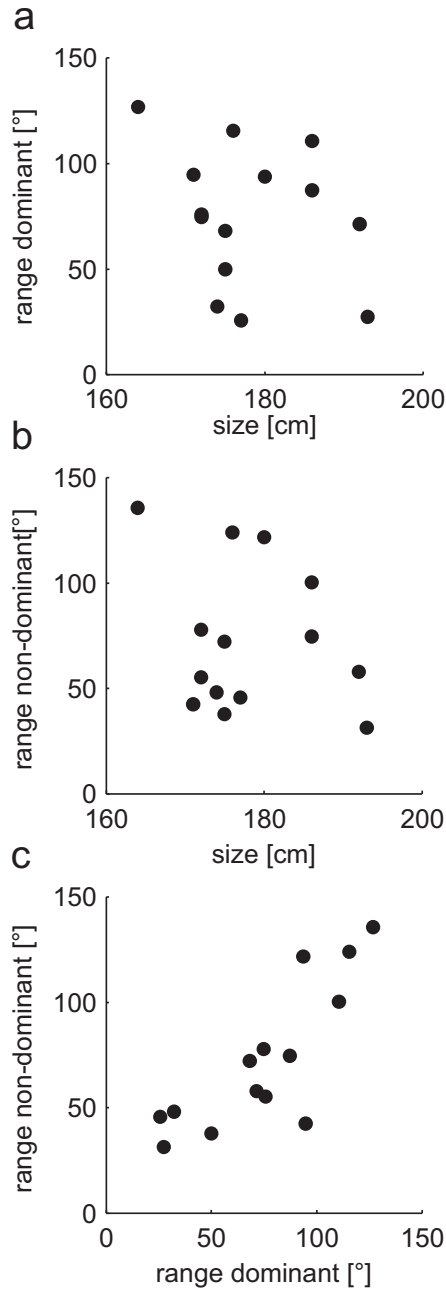 a
range dominant [°]
150
100
50
0
160
180
200
size [cm]
b
range non-dominant[°]
150
100
50
0
160
180
200
size [cm]
c
range non-dominant [°]
150
100
50
0
0
50
100
150
range dominant [°]